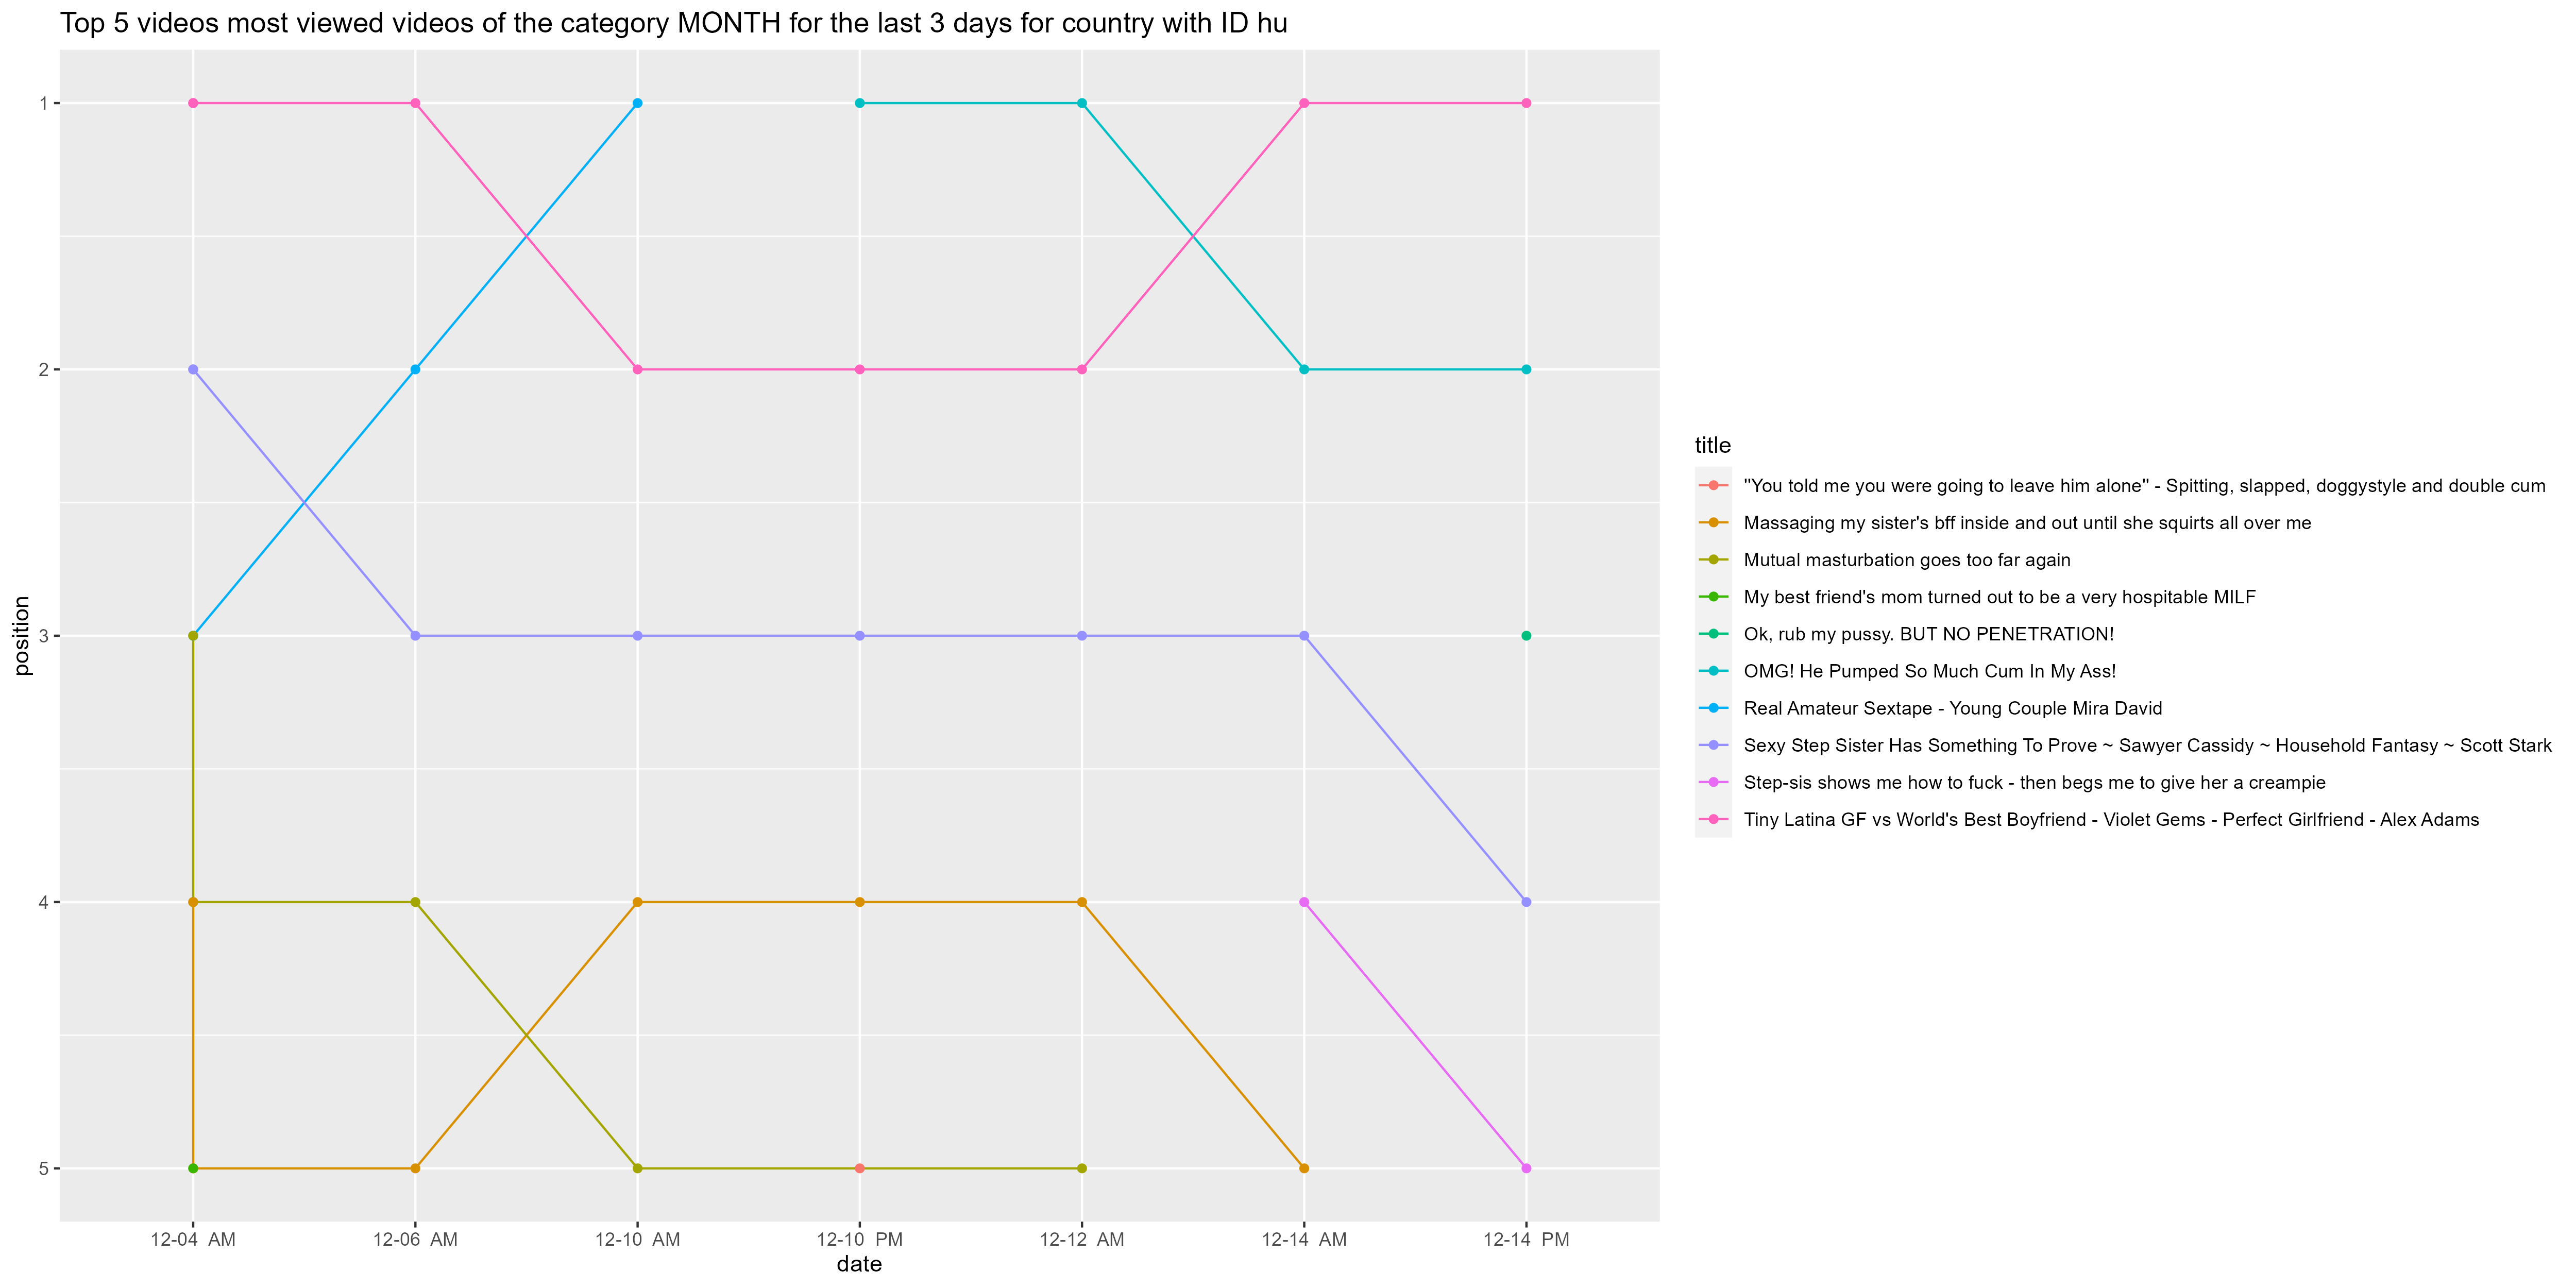 Top 5 videos most viewed videos of the category MONTH for the last 3 days for country with ID hu
1
2
3
4
5
position
12-04 AM
12-06 AM
12-10 AM
12-10 PM
12-12 AM
12-14 AM
12-14 PM
date
title
"You told me you were going to leave him alone" - Spitting, slapped, doggystyle and double cum
Massaging my sister's bff inside and out until she squirts all over me
Mutual masturbation goes too far again
My best friend's mom turned out to be a very hospitable MILF
Ok, rub my pussy. BUT NO PENETRATION!
OMG! He Pumped So Much Cum In My Ass!
Real Amateur Sextape - Young Couple Mira David
Sexy Step Sister Has Something To Prove ~ Sawyer Cassidy ~ Household Fantasy ~ Scott Stark
Step-sis shows me how to fuck - then begs me to give her a creampie
Tiny Latina GF vs World's Best Boyfriend - Violet Gems - Perfect Girlfriend - Alex Adams